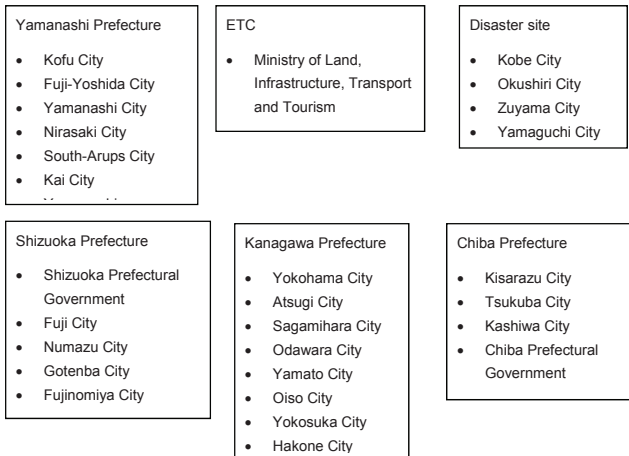 Yamanashi Prefecture
• Kofu City
• Fuji-Yoshida City
• Yamanashi City
• Nirasaki City
• South-Arups City
• Kai City
ETC
• Ministry of Land,
Infrastructure, Transport
and Tourism
Disaster site
• Kobe City
• Okushiri City
• Zuyama City
• Yamaguchi City
Shizuoka Prefecture
• Shizuoka Prefectural
Government
• Fuji City
• Numazu City
• Gotenba City
• Fujinomiya City
Kanagawa Prefecture
• Yokohama City
• Atsugi City
• Sagamihara City
• Odawara City
• Yamato City
• Oiso City
• Yokosuka City
• Hakone City
Chiba Prefecture
• Kisarazu City
• Tsukuba City
• Kashiwa City
• Chiba Prefectural
Government